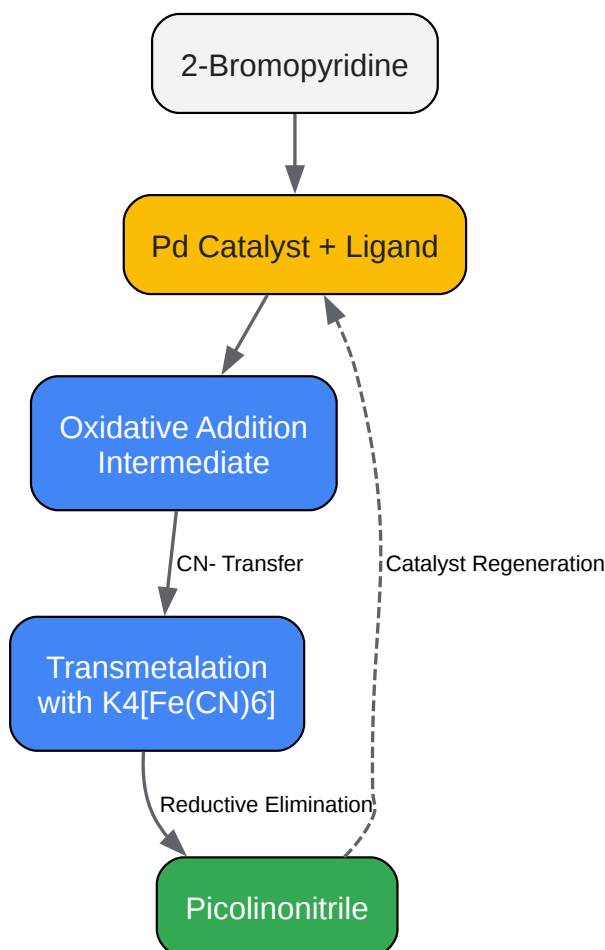 2-Bromopyridine
Pd Catalyst + Ligand
Oxidative Addition
Intermediate
CN- Transfer
Catalyst Regeneration
Transmetalation
with K4[Fe(CN)6]
Reductive Elimination
Picolinonitrile